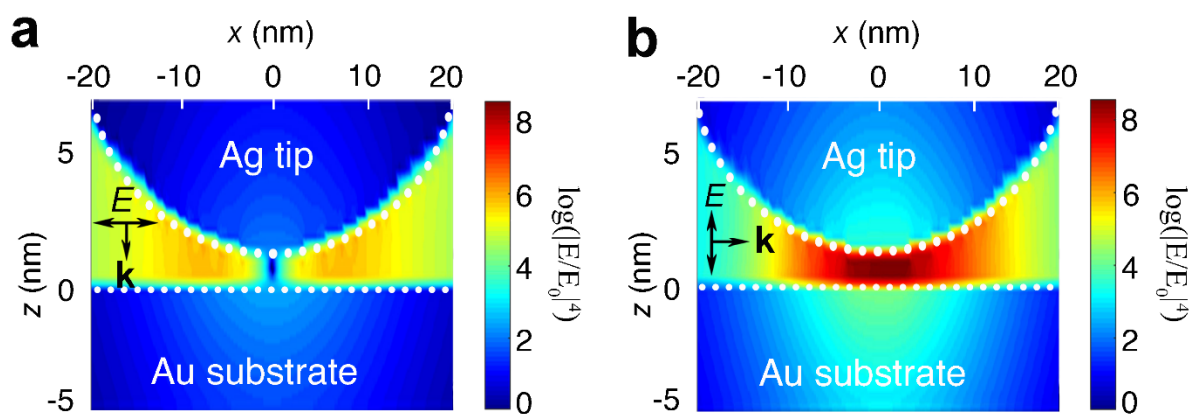 a
x (nm)
-20 -10 0 10 20
Ag tip
E
k
z (nm)
5
0
-5
Au substrate
8
6
4
2
0
log(|E/E₀|⁴)
b
x (nm)
-20 -10 0 10 20
Ag tip
E
k
z (nm)
5
0
-5
Au substrate
8
6
4
2
0
log(|E/E₀|⁴)